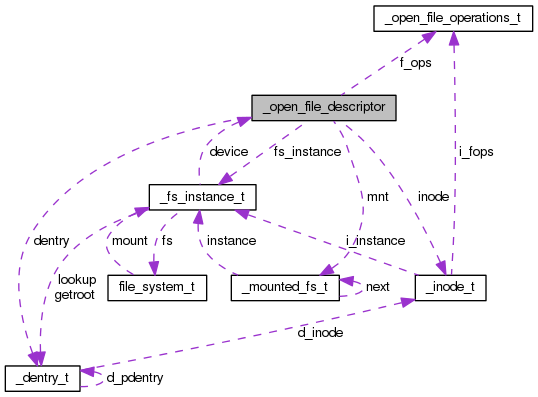 _open_file_operations_t
f_ops
_open_file_descriptor
device
fs_instance
i_fops
_fs_instance_t
mnt
inode
dentry
mount
fs
instance
i_instance
lookup
getroot
file_system_t
_mounted_fs_t
next
_inode_t
d_inode
_dentry_t
d_pdentry